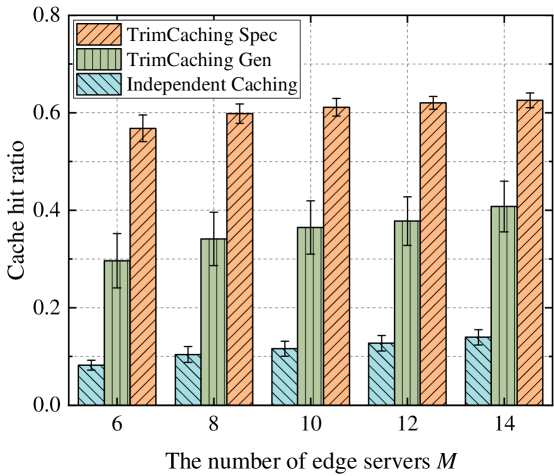 0.8
0.6
0.4
0.2
0.0
Cache hit ratio
TrimCaching Spec
TrimCaching Gen
Independent Caching
6 8 10 12 14
The number of edge servers M